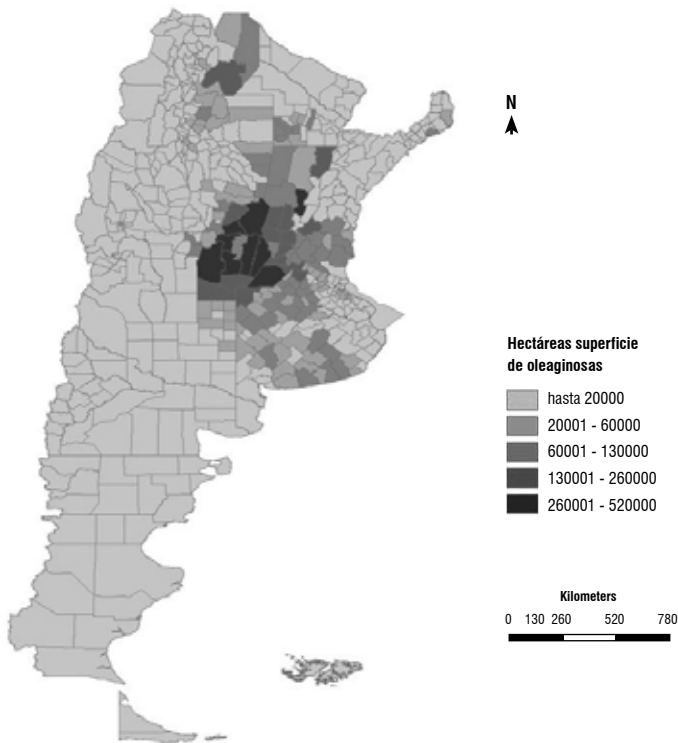 N
Hectáreas superficie
de oleaginosas
hasta 20000
20001 - 60000
60001 - 130000
130001 - 260000
260001 - 520000
Kilometers
0 130 260 520 780